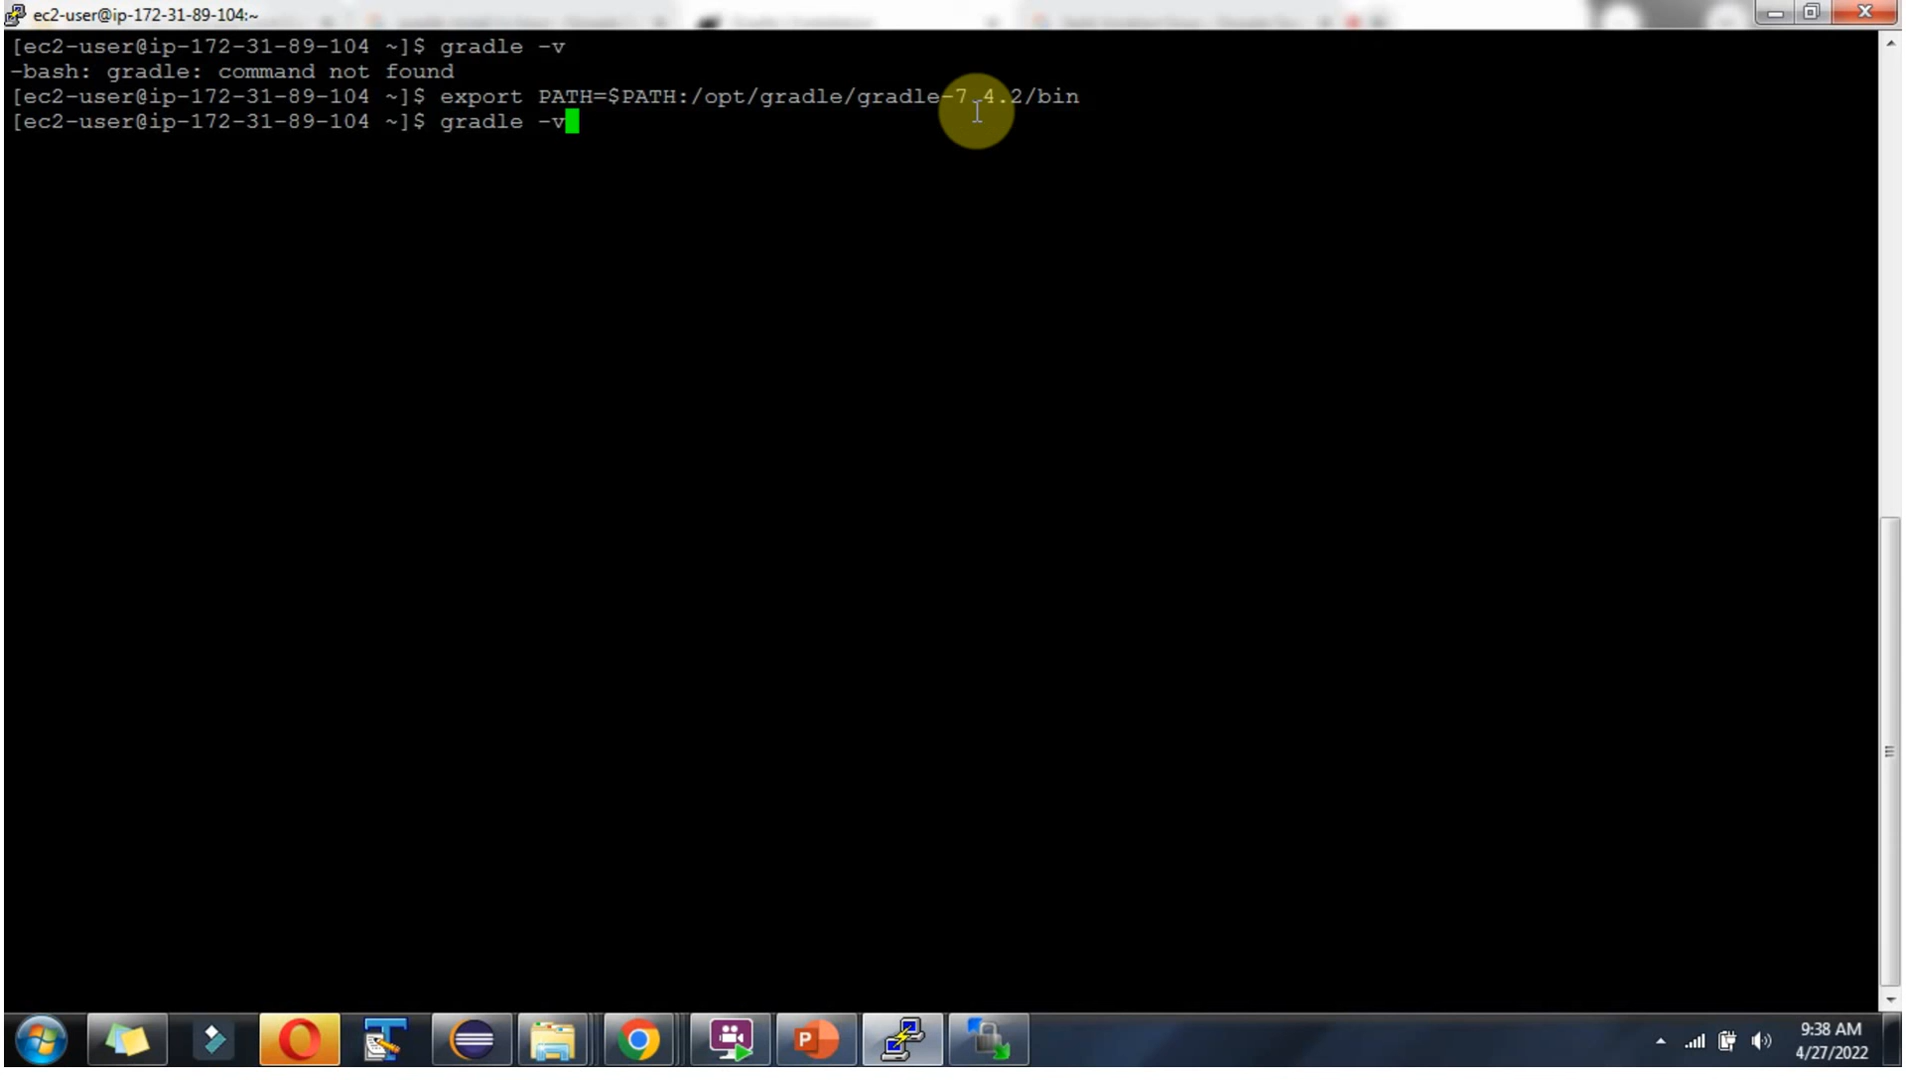 ec2-user@ip-172-31-89-104:~
[ec2-user@ip-172-31-89-104 ~]$ gradle -v
-bash: gradle: command not found
[ec2-user@ip-172-31-89-104 ~]$ export PATH=$PATH:/opt/gradle/gradle-7.4.2/bin
[ec2-user@ip-172-31-89-104 ~]$ gradle -v
9:38 AM
4/27/2022